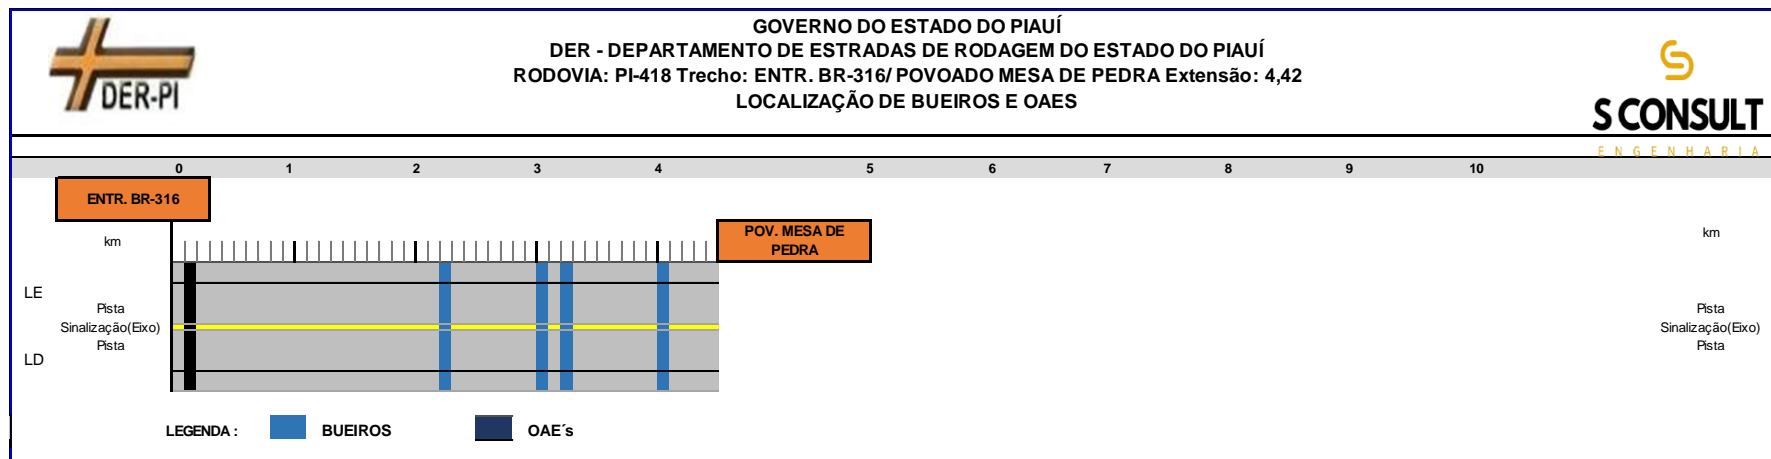 GOVERNO DO ESTADO DO PIAUÍ
DER - DEPARTAMENTO DE ESTRADAS DE RODAGEM DO ESTADO DO PIAUÍ
RODOVIA: PI-418 Trecho: ENTR. BR-316/ POVOADO MESA DE PEDRA Extensão: 4,42
LOCALIZAÇÃO DE BUEIROS E OAES
DER-PI
S CONSULT
ENGENHARIA
0 1 2 3 4 5 6 7 8 9 10
ENTR. BR-316
POV. MESA DE
PEDRA
km
km
LE
Pista
Sinalização(Eixo)
Pista
LD
Pista
Sinalização(Eixo)
Pista
LEGENDA : BUEIROS OAE´s